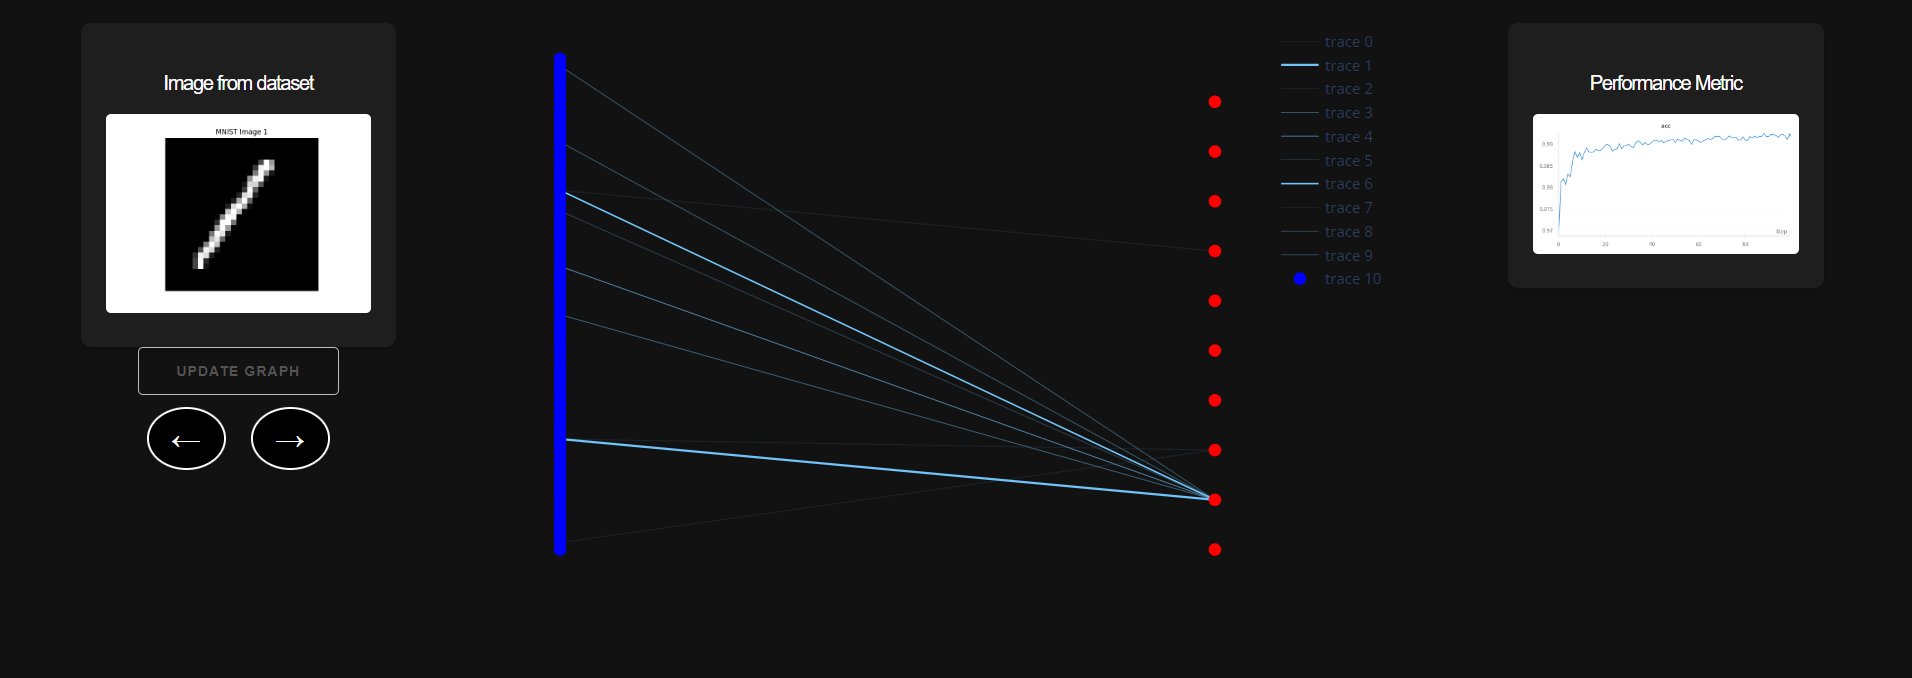 Image from dataset
MNIST Image 1
UPDATE GRAPH
←
→
trace 0
trace 1
trace 2
trace 3
trace 4
trace 5
trace 6
trace 7
trace 8
trace 9
trace 10
Performance Metric
acc
0.99
0.985
0.98
0.975
0.97
Step
0 20 40 60 80